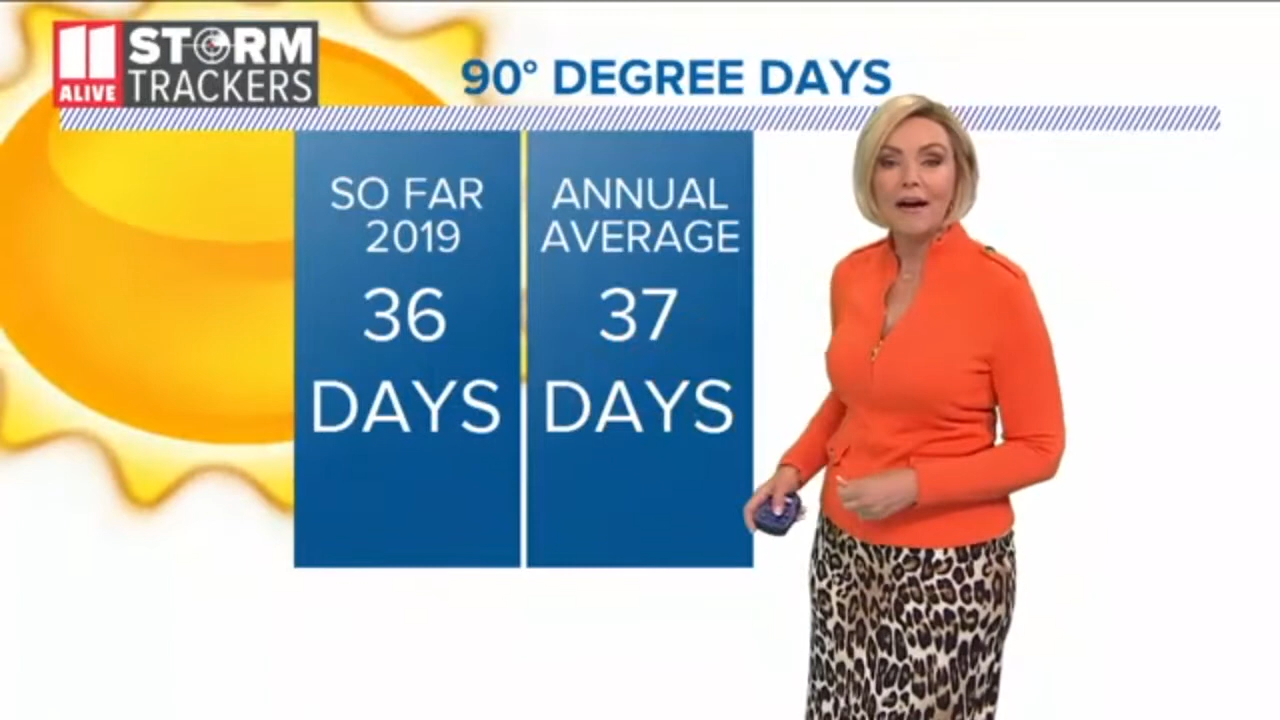 11 ALIVE
STORM
TRACKERS
90° DEGREE DAYS
SO FAR
2019
36
DAYS
ANNUAL
AVERAGE
37
DAYS